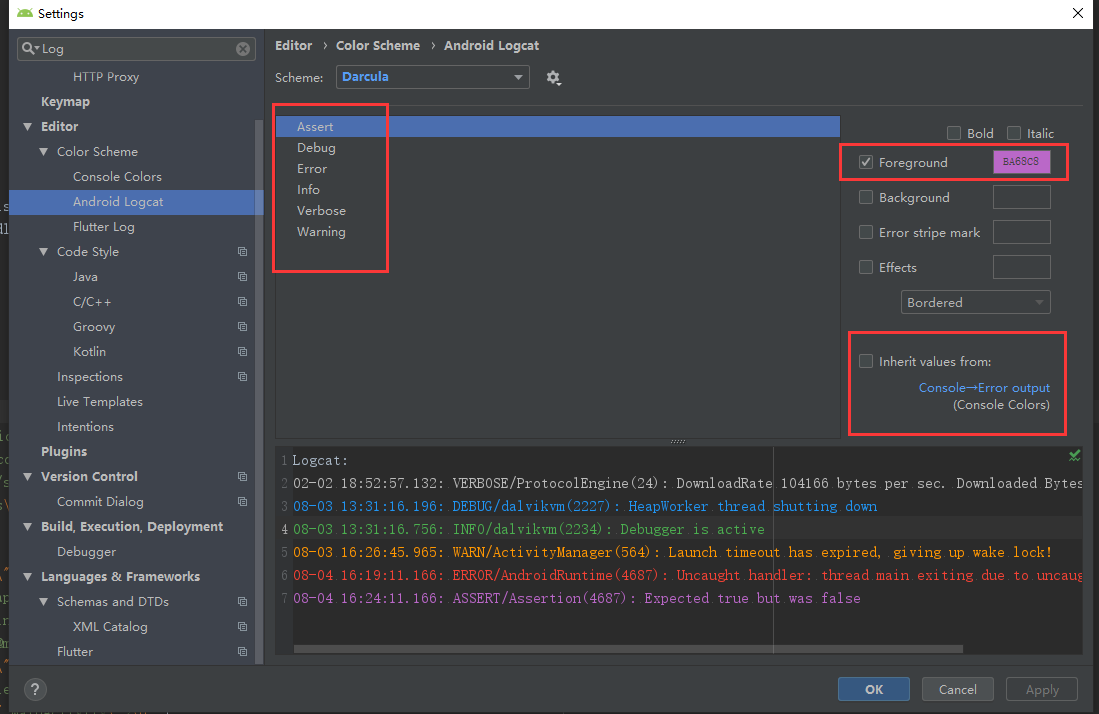 Settings
Log
HTTP Proxy
Keymap
Editor
Color Scheme
Console Colors
Android Logcat
Flutter Log
Code Style
Java
C/C++
Groovy
Kotlin
Inspections
Live Templates
Intentions
Plugins
Version Control
Commit Dialog
Build, Execution, Deployment
Debugger
Languages & Frameworks
Schemas and DTDs
XML Catalog
Flutter
Editor › Color Scheme › Android Logcat
Scheme: Darcula
Assert
Debug
Error
Info
Verbose
Warning
Bold Italic
Foreground BA68C8
Background
Error stripe mark
Effects
Bordered
Inherit values from:
Console→Error output
(Console Colors)
1 Logcat:
2 02-02 18:52:57.132: VERBOSE/ProtocolEngine(24): DownloadRate 104166 bytes per sec. Downloaded Bytes
3 08-03 13:31:16.196: DEBUG/dalvikvm(2227): HeapWorker thread shutting down
4 08-03 13:31:16.756: INFO/dalvikvm(2234): Debugger is active
5 08-03 16:26:45.965: WARN/ActivityManager(564): Launch timeout has expired, giving up wake lock!
6 08-04 16:19:11.166: ERROR/AndroidRuntime(4687): Uncaught handler: thread main exiting due to uncaug
7 08-04 16:24:11.166: ASSERT/Assertion(4687): Expected true but was false
?
OK
Cancel
Apply